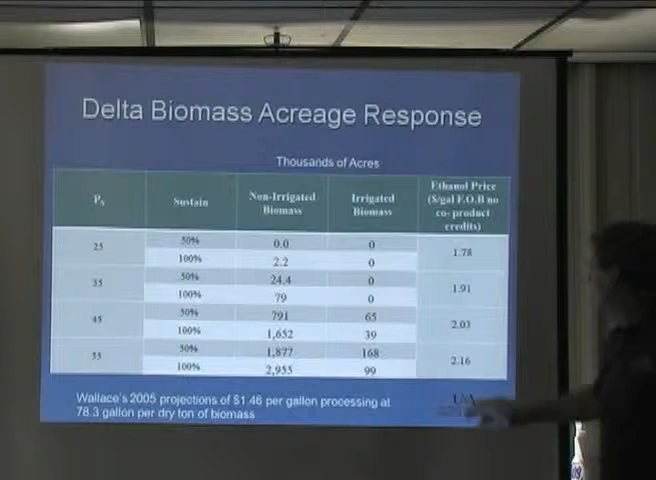 Delta Biomass Acreage Response
Thousands of Acres
Ps Sustain Non-Irrigated Biomass Irrigated Biomass Ethanol Price ($/gal F.O.B no co-product credits)
25 50% 0.0 0 1.78
100% 2.2 0
35 50% 24.4 0 1.91
100% 79 0
45 50% 791 65 2.03
100% 1,652 39
55 50% 1,877 168 2.16
100% 2,955 99
Wallace's 2005 projections of $1.46 per gallon processing at
78.3 gallon per dry ton of biomass